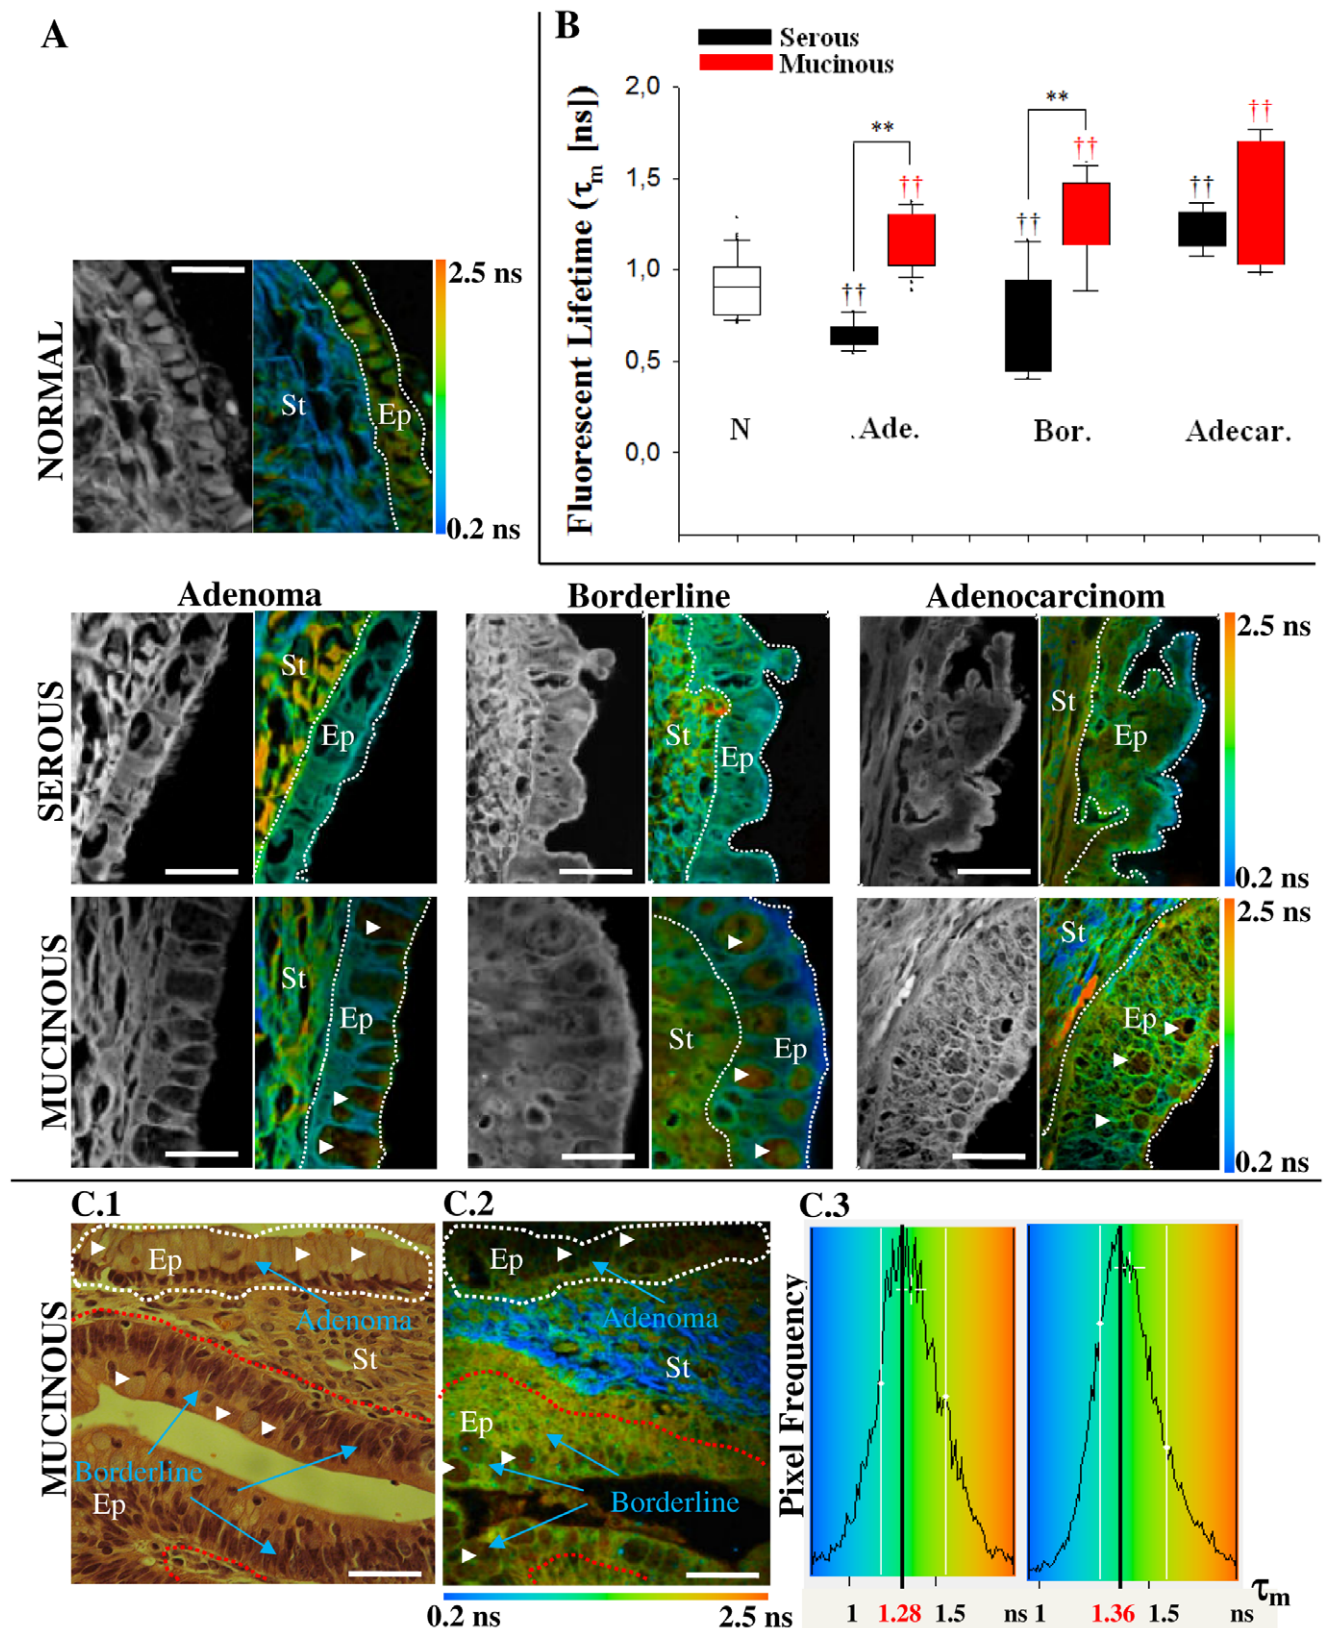 A
B
Serous
Mucinous
Fluorescent Lifetime (τm [ns])
2,0
1,5
1,0
0,5
0,0
**
**
††
††
††
††
††
††
N
.Ade.
Bor.
Adecar.
NORMAL
St
Ep
2.5 ns
0.2 ns
Adenoma
Borderline
Adenocarcinom
SEROUS
St
Ep
St
Ep
St
Ep
2.5 ns
0.2 ns
MUCINOUS
St
Ep
St
Ep
St
Ep
2.5 ns
0.2 ns
C.1
C.2
C.3
MUCINOUS
Ep
Adenoma
St
Borderline
Ep
Ep
Adenoma
St
Ep
Borderline
0.2 ns
2.5 ns
Pixel Frequency
τm
1 1.28 1.5 ns
1 1.36 1.5 ns